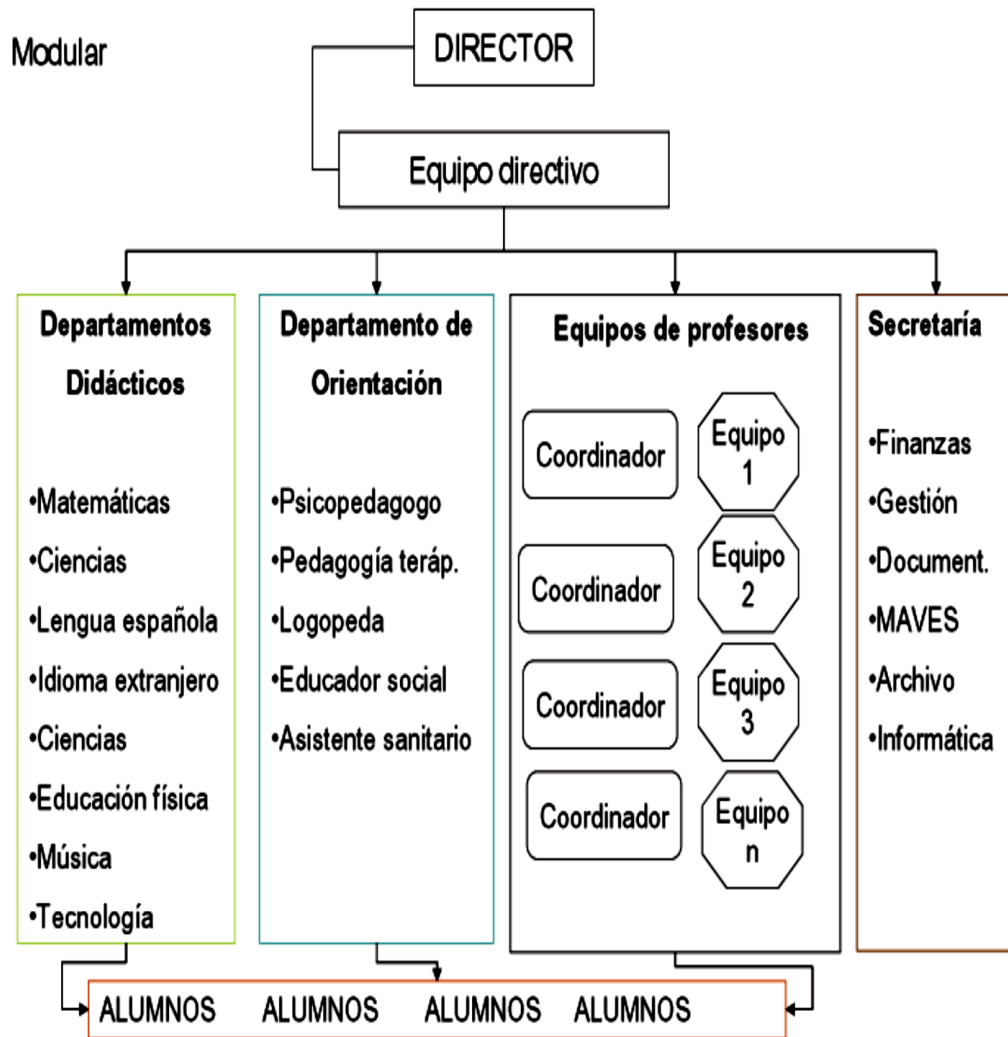 Modular
DIRECTOR
Equipo directivo
Departamentos
Didácticos
•Matemáticas
•Ciencias
•Lengua española
•Idioma extranjero
•Ciencias
•Educación física
•Música
•Tecnología
Departamento de
Orientación
•Psicopedagogo
•Pedagogía teráp.
•Logopeda
•Educador social
•Asistente sanitario
Equipos de profesores
Coordinador
Equipo
1
Coordinador
Equipo
2
Coordinador
Equipo
3
Coordinador
Equipo
n
Secretaría
•Finanzas
•Gestión
•Document.
•MAVES
•Archivo
•Informática
ALUMNOS ALUMNOS ALUMNOS ALUMNOS